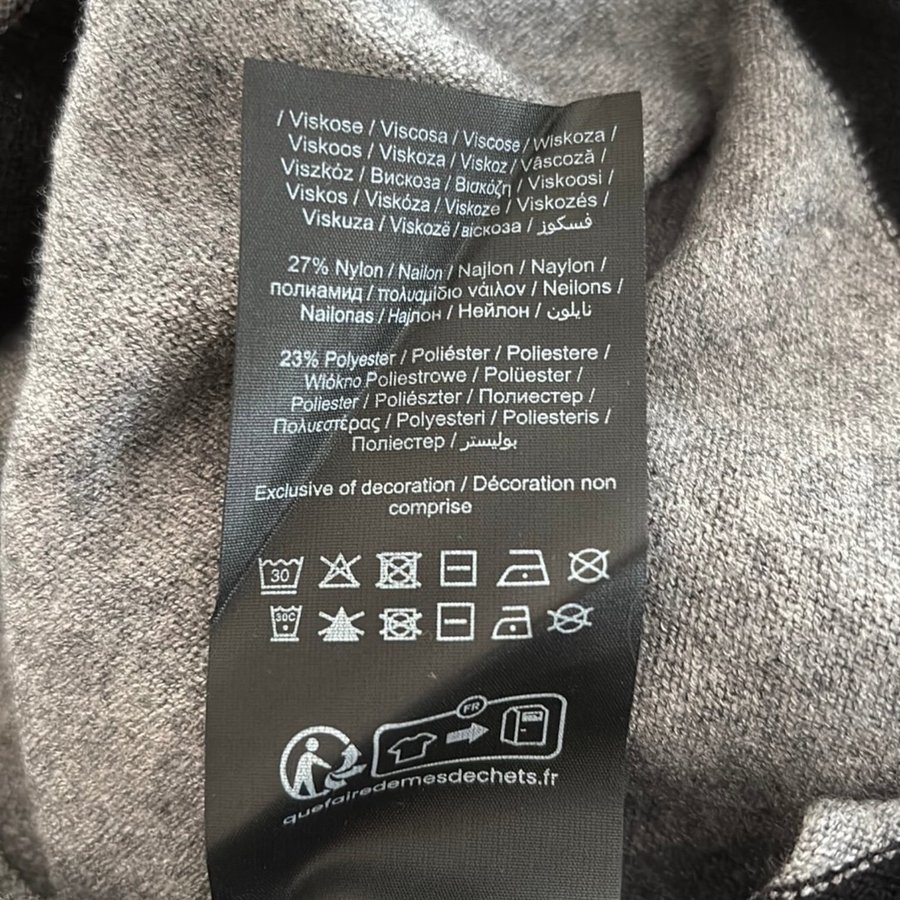 / Viskose / Viscosa / Viscose / Wiskoza /
Viskoos / Viskoza / Viskoz / Vâscoză /
Viszkóz / Вискоза / Βισκόζη / Viskoosi /
Viskos / Viskóza / Viskoze / Viskozės /
Viskuza / Viskozë / віскоза / فسكوز
27% Nylon / Nailon / Najlon / Naylon /
полиамид / πολυαμίδιο νάιλον / Neilons /
Nailonas / Најлон / Нейлон / نايلون
23% Polyester / Poliéster / Poliestere /
Włókno Poliestrowe / Polüester /
Poliester / Poliészter / Полиестер /
Πολυεστέρας / Polyesteri / Poliesteris /
Поліестер / بوليستر
Exclusive of decoration / Décoration non
comprise
30
30C
FR
quefairedemesdechets.fr